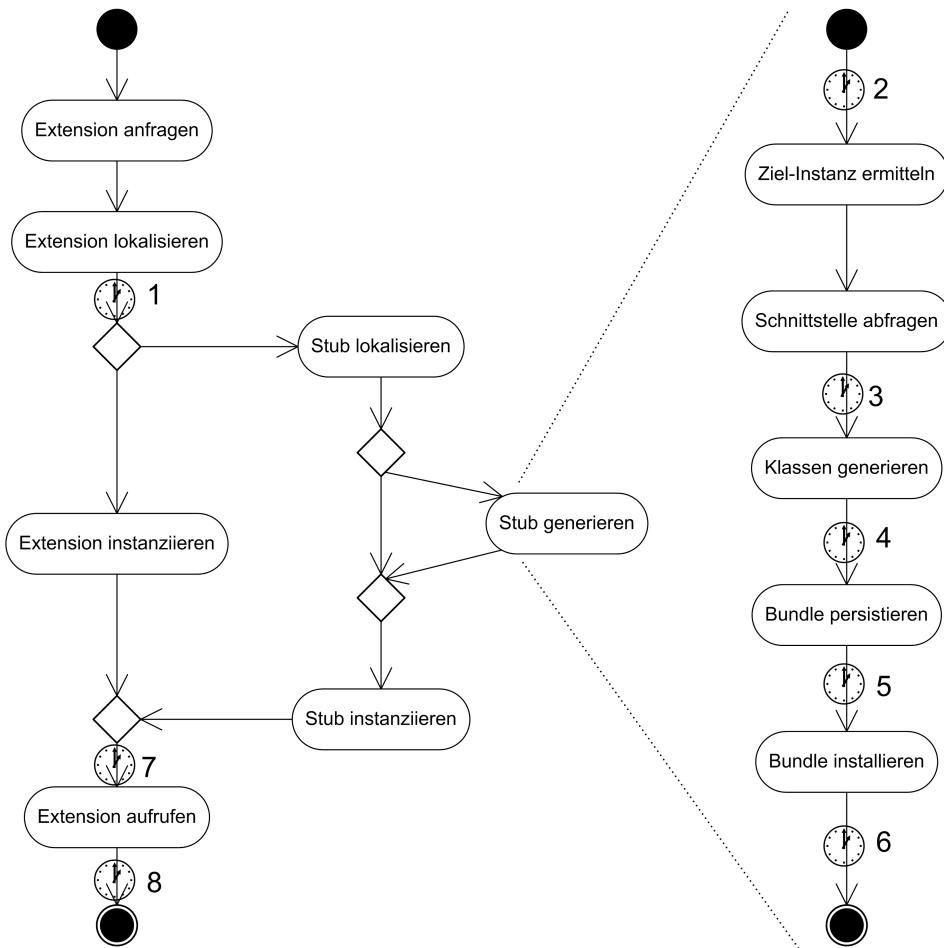 Extension anfragen
Extension lokalisieren
1
Stub lokalisieren
Stub generieren
Extension instanziieren
Stub instanziieren
7
Extension aufrufen
8
2
Ziel-Instanz ermitteln
Schnittstelle abfragen
3
Klassen generieren
4
Bundle persistieren
5
Bundle installieren
6